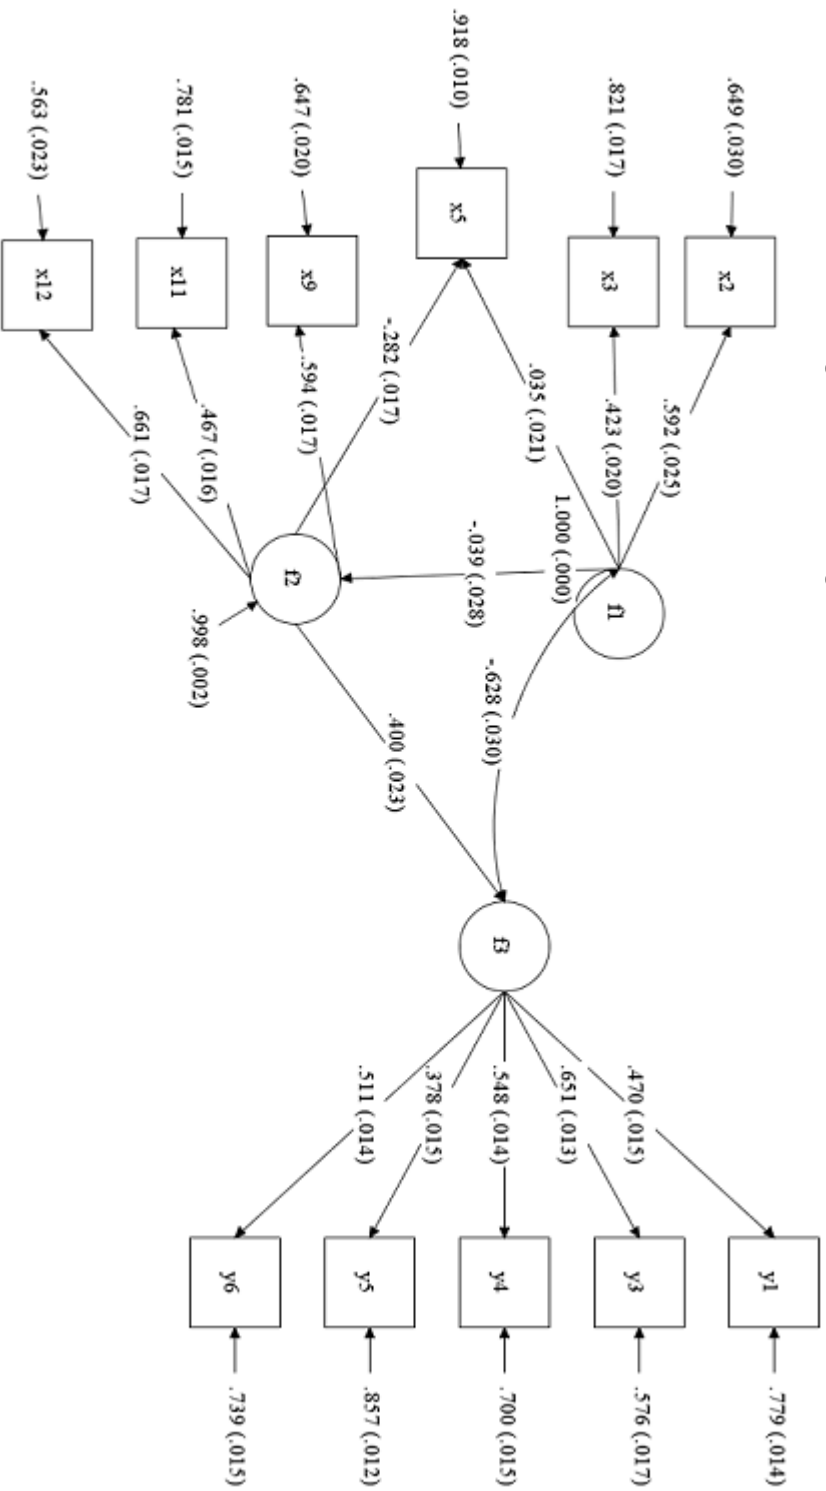 .649 (.030)
x2
.821 (.017)
x3
.918 (.010)
x5
.647 (.020)
x9
.781 (.015)
x11
.563 (.023)
x12
.592 (.025)
.423 (.020)
.035 (.021)
-.282 (.017)
.594 (.017)
.467 (.016)
.661 (.017)
1.000 (.000)
f1
-.039 (.028)
f2
.998 (.002)
-.628 (.030)
.400 (.023)
f3
.470 (.015)
.651 (.013)
.548 (.014)
.378 (.015)
.511 (.014)
y1
.779 (.014)
y3
.576 (.017)
y4
.700 (.015)
y5
.857 (.012)
y6
.739 (.015)